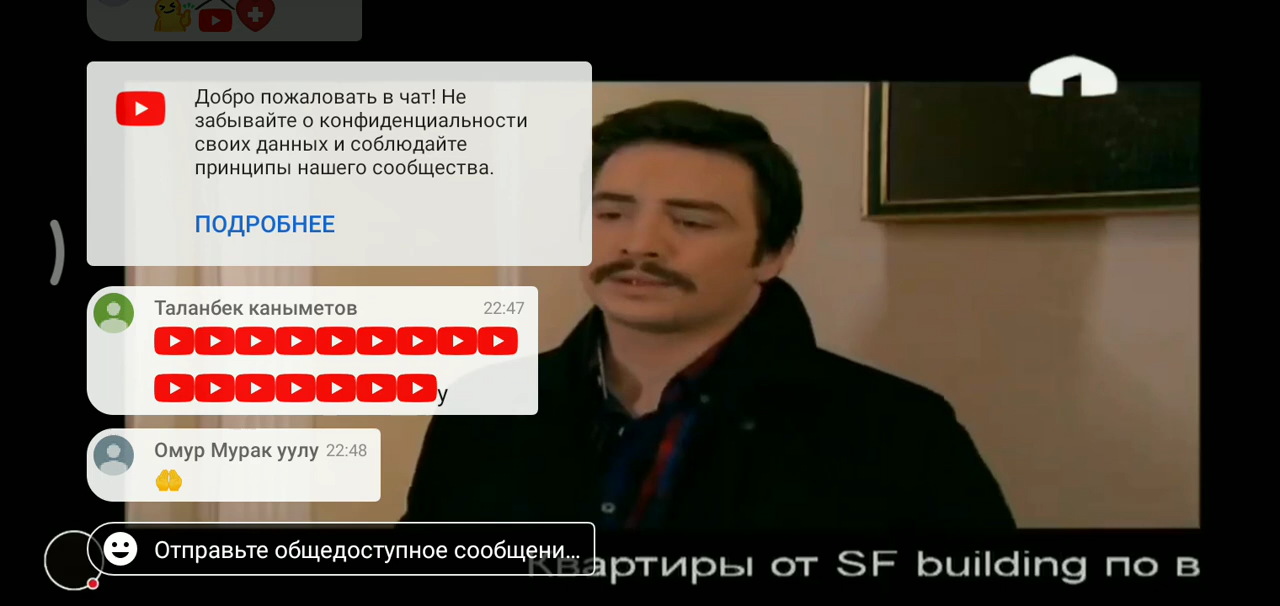 Добро пожаловать в чат! Не
забывайте о конфиденциальности
своих данных и соблюдайте
принципы нашего сообщества.
ПОДРОБНЕЕ
Таланбек каныметов 22:47
у
Омур Мурак уулу 22:48
Отправьте общедоступное сообщени...
Квартиры от SF building по в